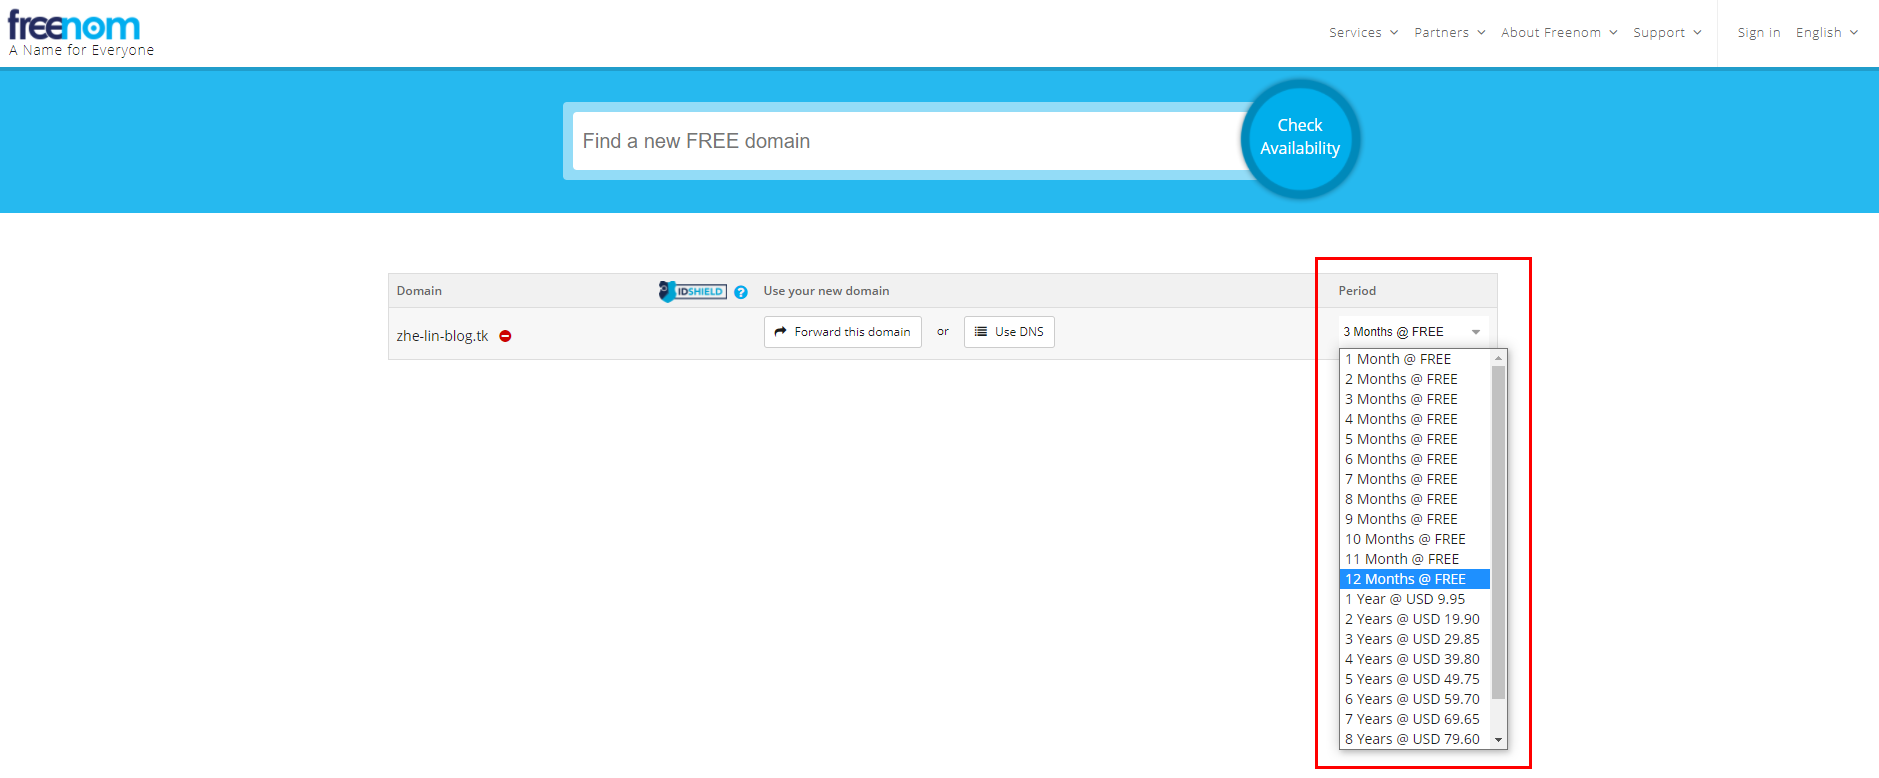 freenom
A Name for Everyone
Services Partners About Freenom Support Sign in English
Find a new FREE domain
Check
Availability
Domain IDSHIELD ? Use your new domain Period
zhe-lin-blog.tk Forward this domain or Use DNS 3 Months @ FREE
1 Month @ FREE
2 Months @ FREE
3 Months @ FREE
4 Months @ FREE
5 Months @ FREE
6 Months @ FREE
7 Months @ FREE
8 Months @ FREE
9 Months @ FREE
10 Months @ FREE
11 Month @ FREE
12 Months @ FREE
1 Year @ USD 9.95
2 Years @ USD 19.90
3 Years @ USD 29.85
4 Years @ USD 39.80
5 Years @ USD 49.75
6 Years @ USD 59.70
7 Years @ USD 69.65
8 Years @ USD 79.60